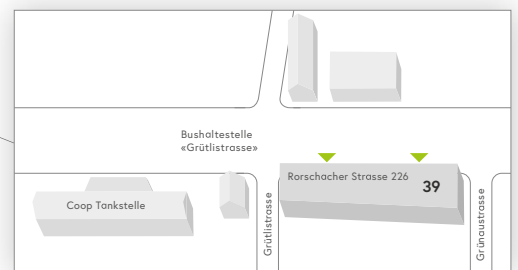 Bushaltestelle
«Grütlistrasse»
Rorschacher Strasse 226
39
Coop Tankstelle
Grütlistrasse
Grünaustrasse